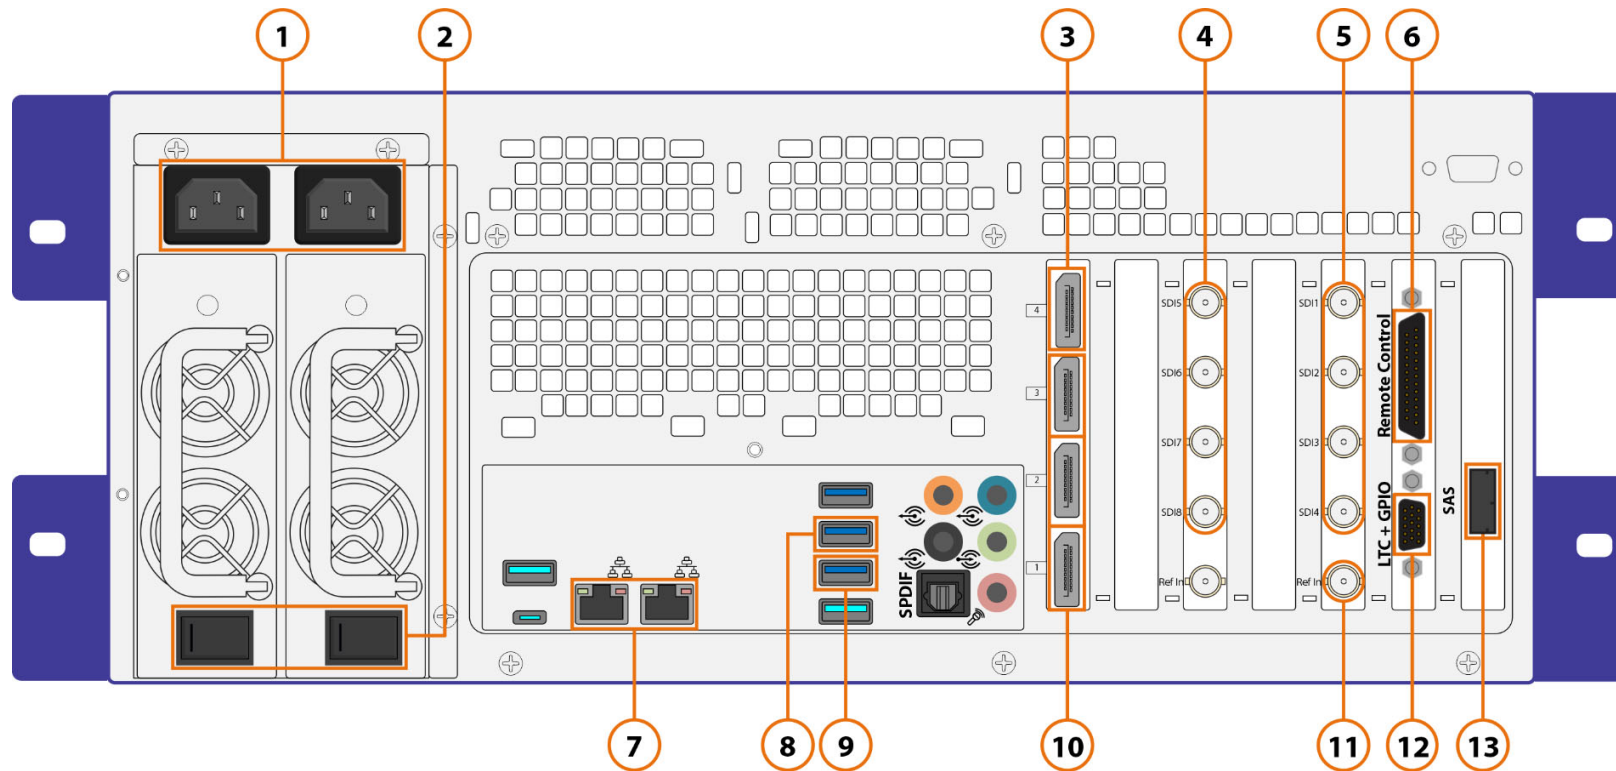 1
2
3
4
5
6
4
3
2
1
SDI5
SDI6
SDI7
SDI8
Ref In
SDI1
SDI2
SDI3
SDI4
Ref In
Remote Control
LTC + GPIO
SAS
SPDIF
7
8
9
10
11
12
13